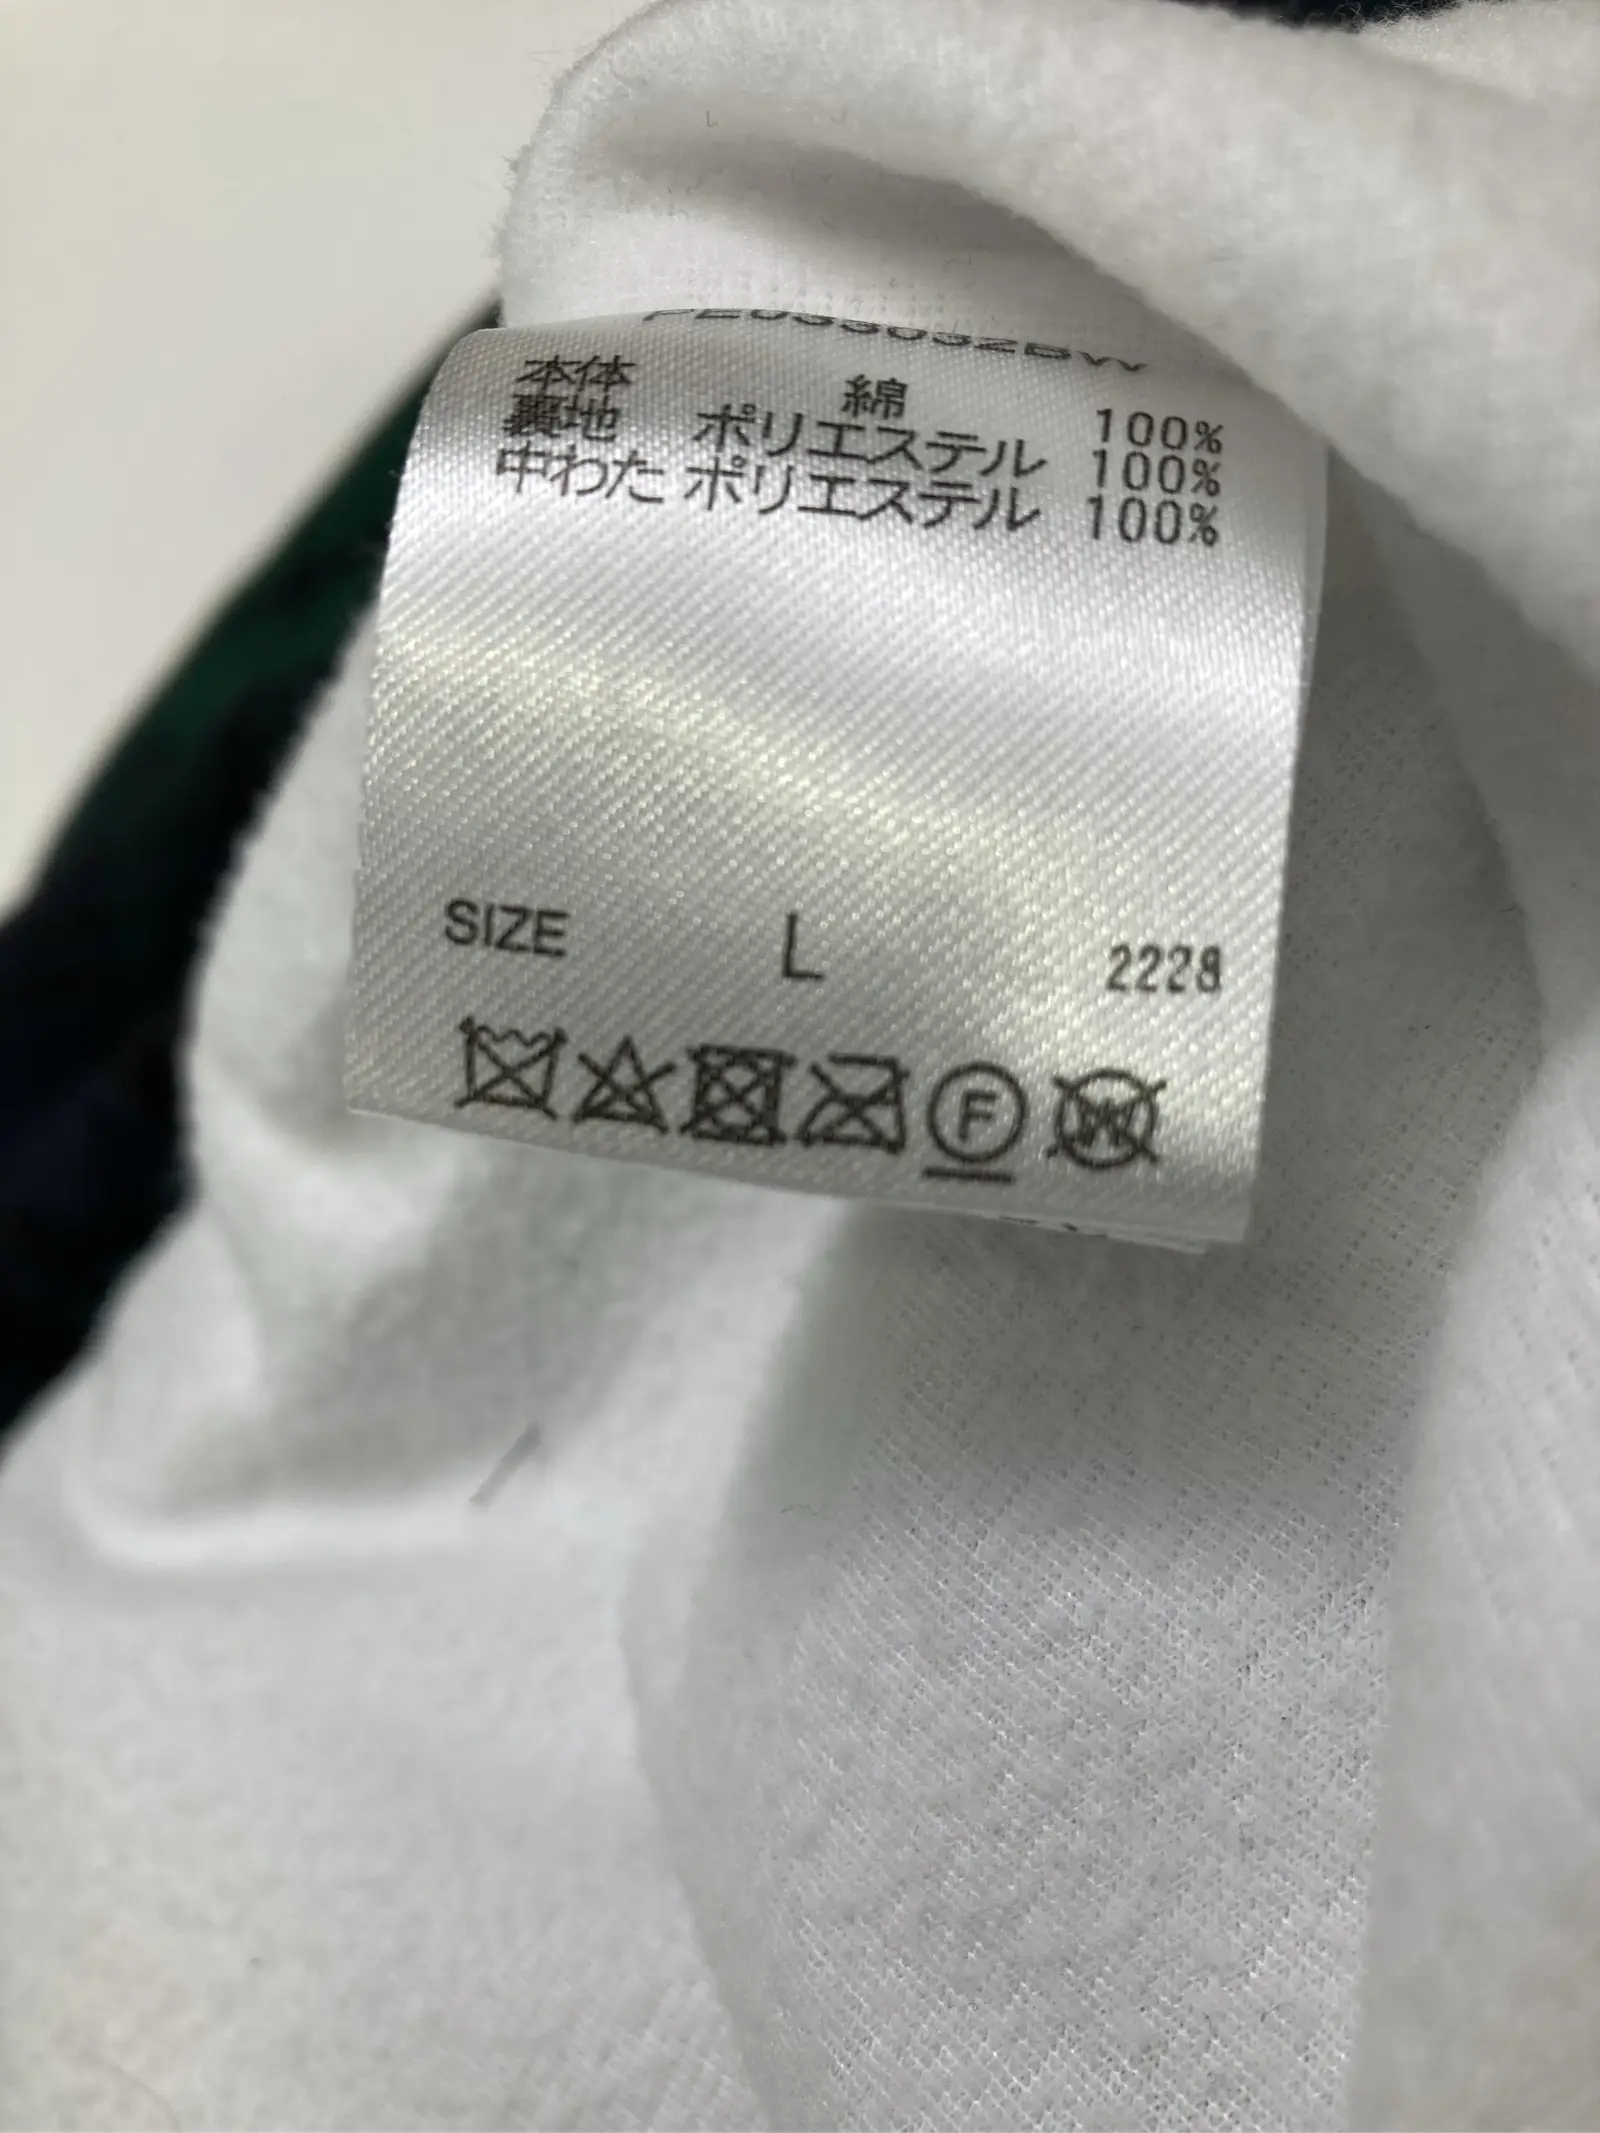 本体 綿 100%
裏地 ポリエステル 100%
中わた ポリエステル 100%
SIZE L 2228
F
W